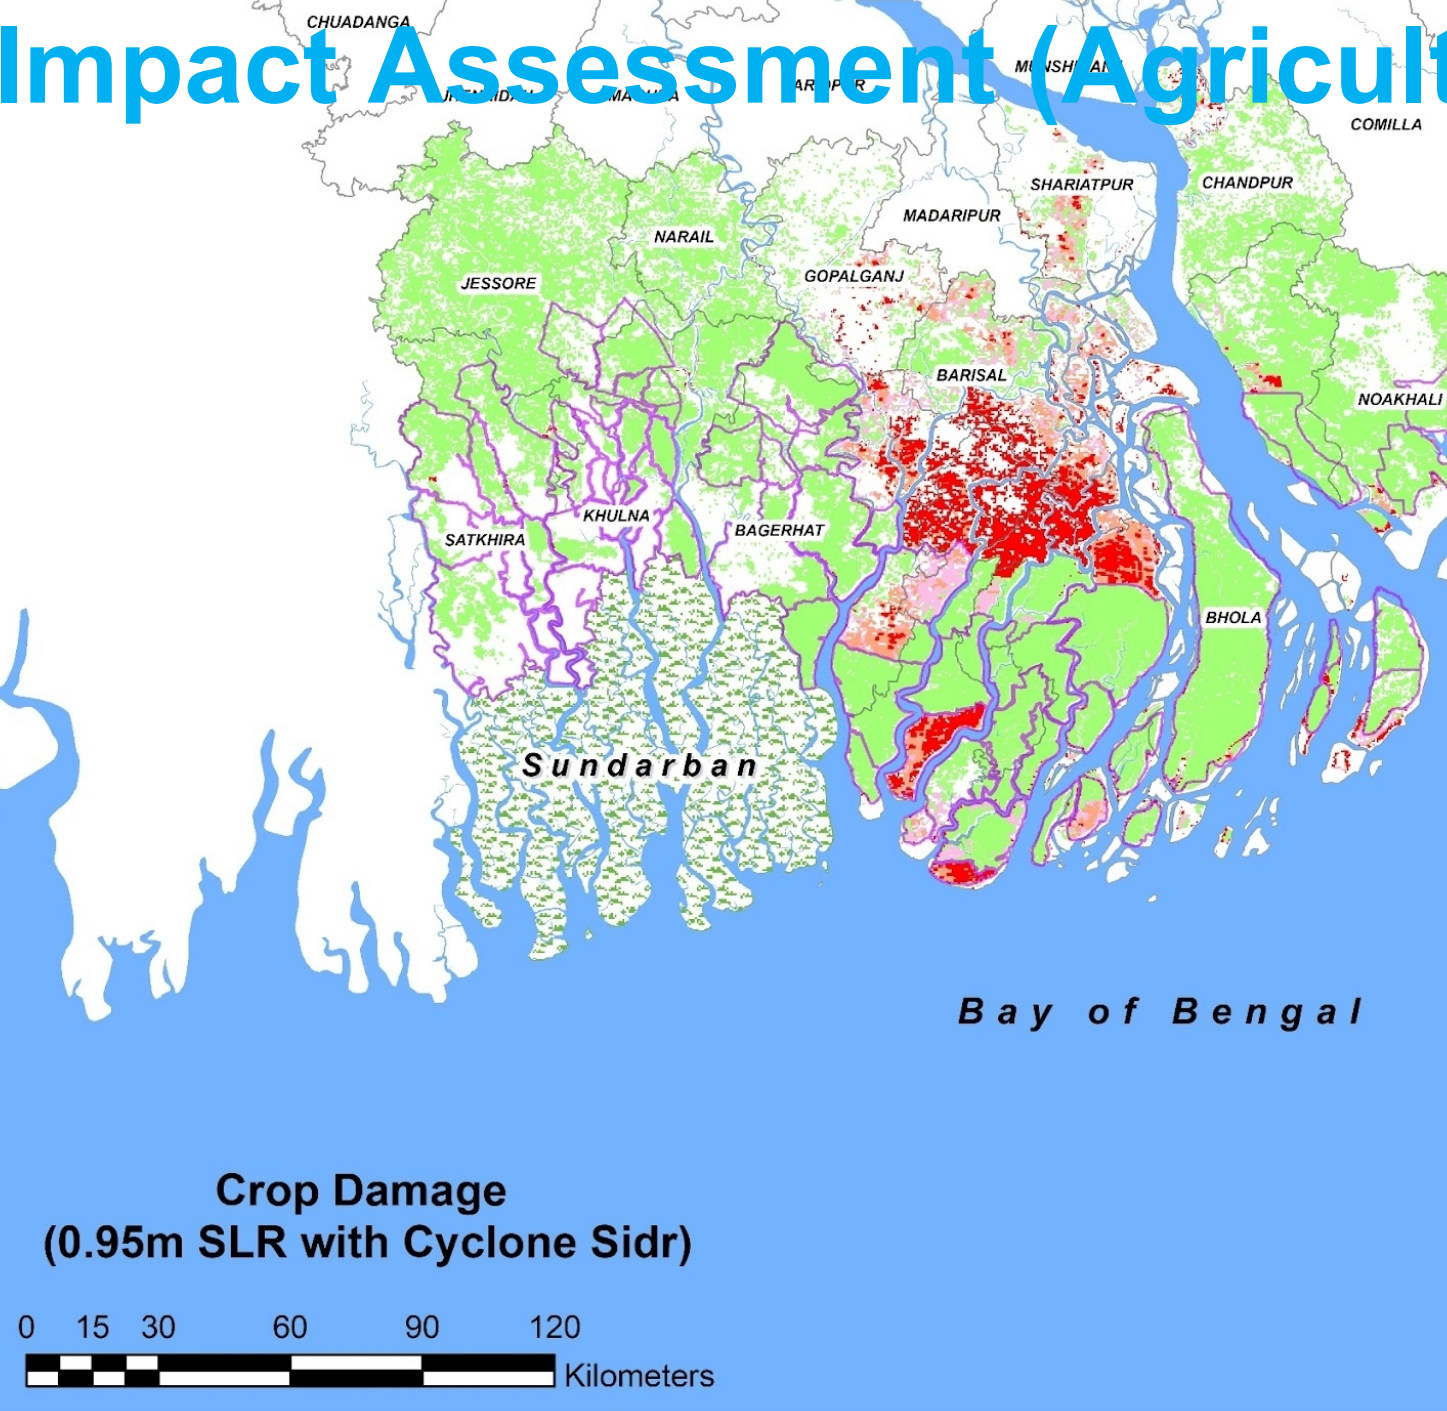 CHUADANGA
Impact Assessment (Agricult
COMILLA
SHARIATPUR
CHANDPUR
MADARIPUR
NARAIL
GOPALGANJ
JESSORE
BARISAL
NOAKHALI
KHULNA
BAGERHAT
SATKHIRA
BHOLA
Sundarban
Bay of Bengal
Crop Damage
(0.95m SLR with Cyclone Sidr)
0 15 30 60 90 120
Kilometers